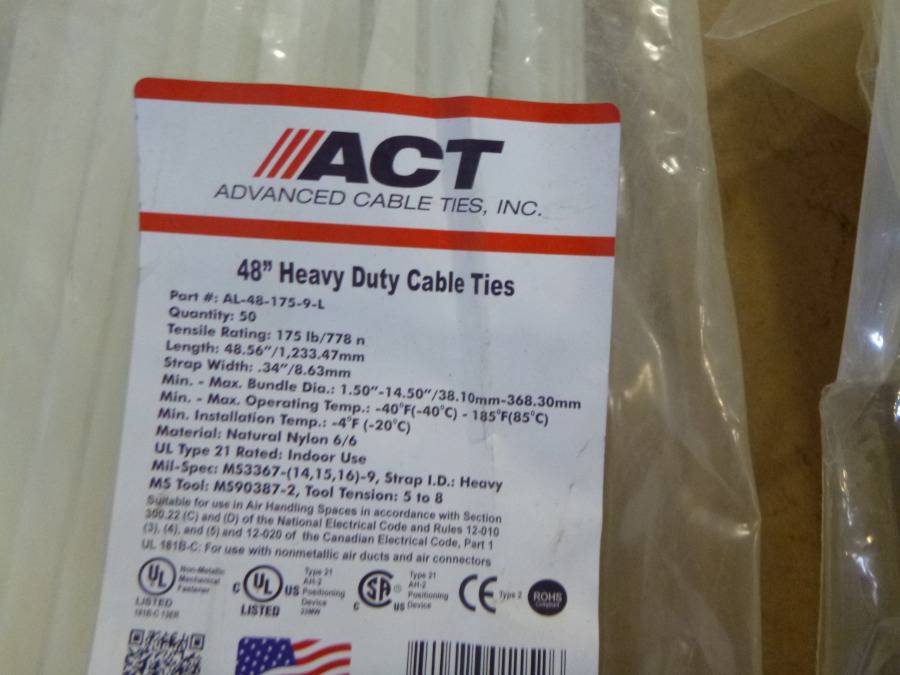 ACT
ADVANCED CABLE TIES, INC.
48” Heavy Duty Cable Ties
Part #: AL-48-175-9-L
Quantity: 50
Tensile Rating: 175 lb/778 n
Length: 48.56”/1,233.47mm
Strap Width: .34”/8.63mm
Min. - Max. Bundle Dia.: 1.50”-14.50”/38.10mm-368.30mm
Min. - Max. Operating Temp.: -40°F(-40°C) - 185°F(85°C)
Min. Installation Temp.: -4°F (-20°C)
Material: Natural Nylon 6/6
UL Type 21 Rated: Indoor Use
Mil-Spec: MS3367-(14,15,16)-9, Strap I.D.: Heavy
MS Tool: MS90387-2, Tool Tension: 5 to 8
Suitable for use in Air Handling Spaces in accordance with Section
300.22 (C) and (D) of the National Electrical Code and Rules 12-010
(3), (4), and (5) and 12-020 of the Canadian Electrical Code, Part 1
UL 181B-C: For use with nonmetallic air ducts and air connectors
UL Non-Metallic Mechanical Fastener
LISTED
181B-C
C UL US Type 21 AH-2 Positioning Device
LISTED
C SA US ® Type 21 AH-2 Positioning Device
CE Type 2
ROHS
compliant